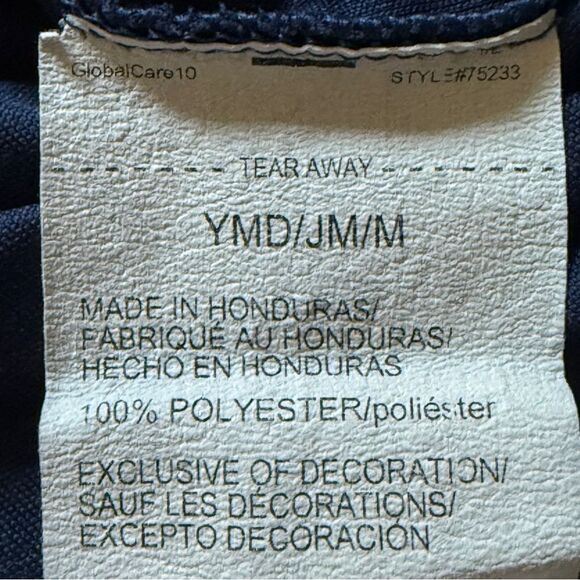 GlobalCare10 STYLE#75233
TEAR AWAY
YMD/JM/M
MADE IN HONDURAS/
FABRIQUÉ AU HONDURAS/
HECHO EN HONDURAS
100% POLYESTER/poliéster
EXCLUSIVE OF DECORATION/
SAUF LES DÉCORATIONS/
EXCEPTO DECORACIÓN